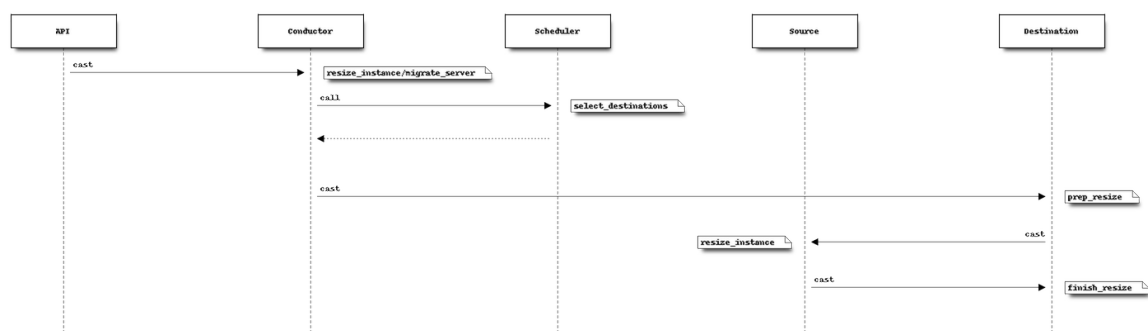 API
Conductor
Scheduler
Source
Destination
cast
resize_instance/migrate_server
call
select_destinations
cast
prep_resize
resize_instance
cast
cast
finish_resize